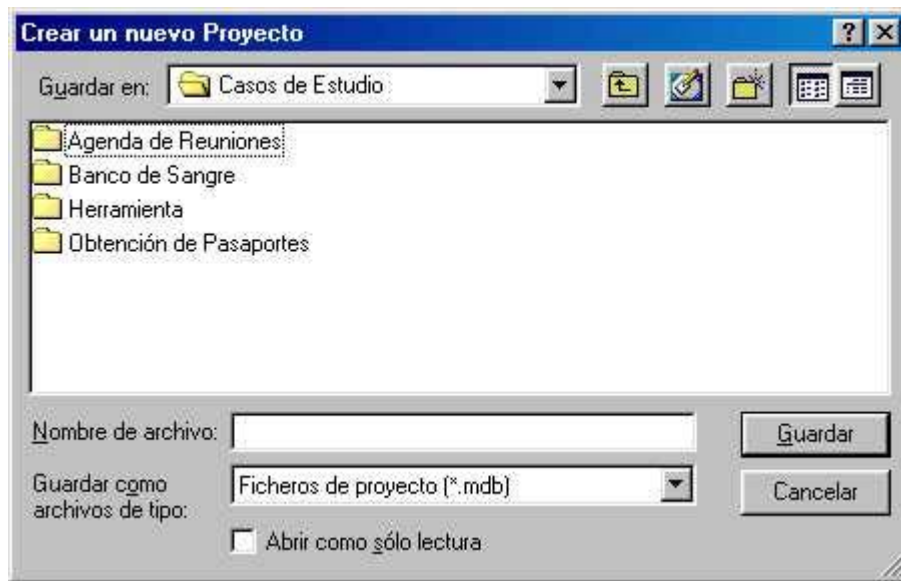 Crear un nuevo Proyecto
Guardar en: Casos de Estudio
Agenda de Reuniones
Banco de Sangre
Herramienta
Obtención de Pasaportes
Nombre de archivo: Guardar
Guardar como
archivos de tipo: Ficheros de proyecto (*.mdb) Cancelar
Abrir como sólo lectura